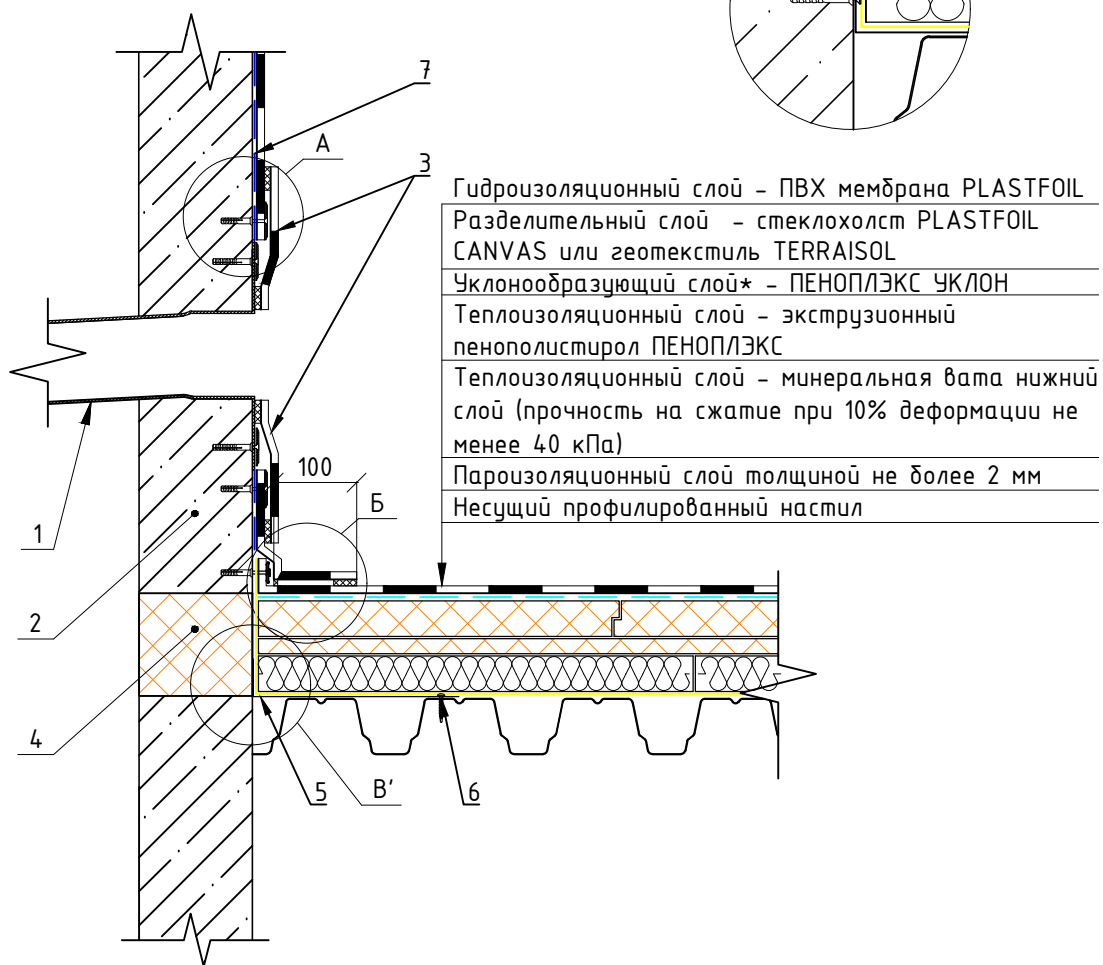 7
А
3
Гидроизоляционный слой – ПВХ мембрана PLASTFOIL
Разделительный слой – стеклохолст PLASTFOIL
CANVAS или геотекстиль TERRAISOL
Уклонообразующий слой* – ПЕНОПЛЭКС УКЛОН
Теплоизоляционный слой – экструзионный
пенополистирол ПЕНОПЛЭКС
Теплоизоляционный слой – минеральная вата нижний
слой (прочность на сжатие при 10% деформации не
менее 40 кПа)
Пароизоляционный слой толщиной не более 2 мм
Несущий профилированный настил
100
Б
1
2
4
5
В'
6